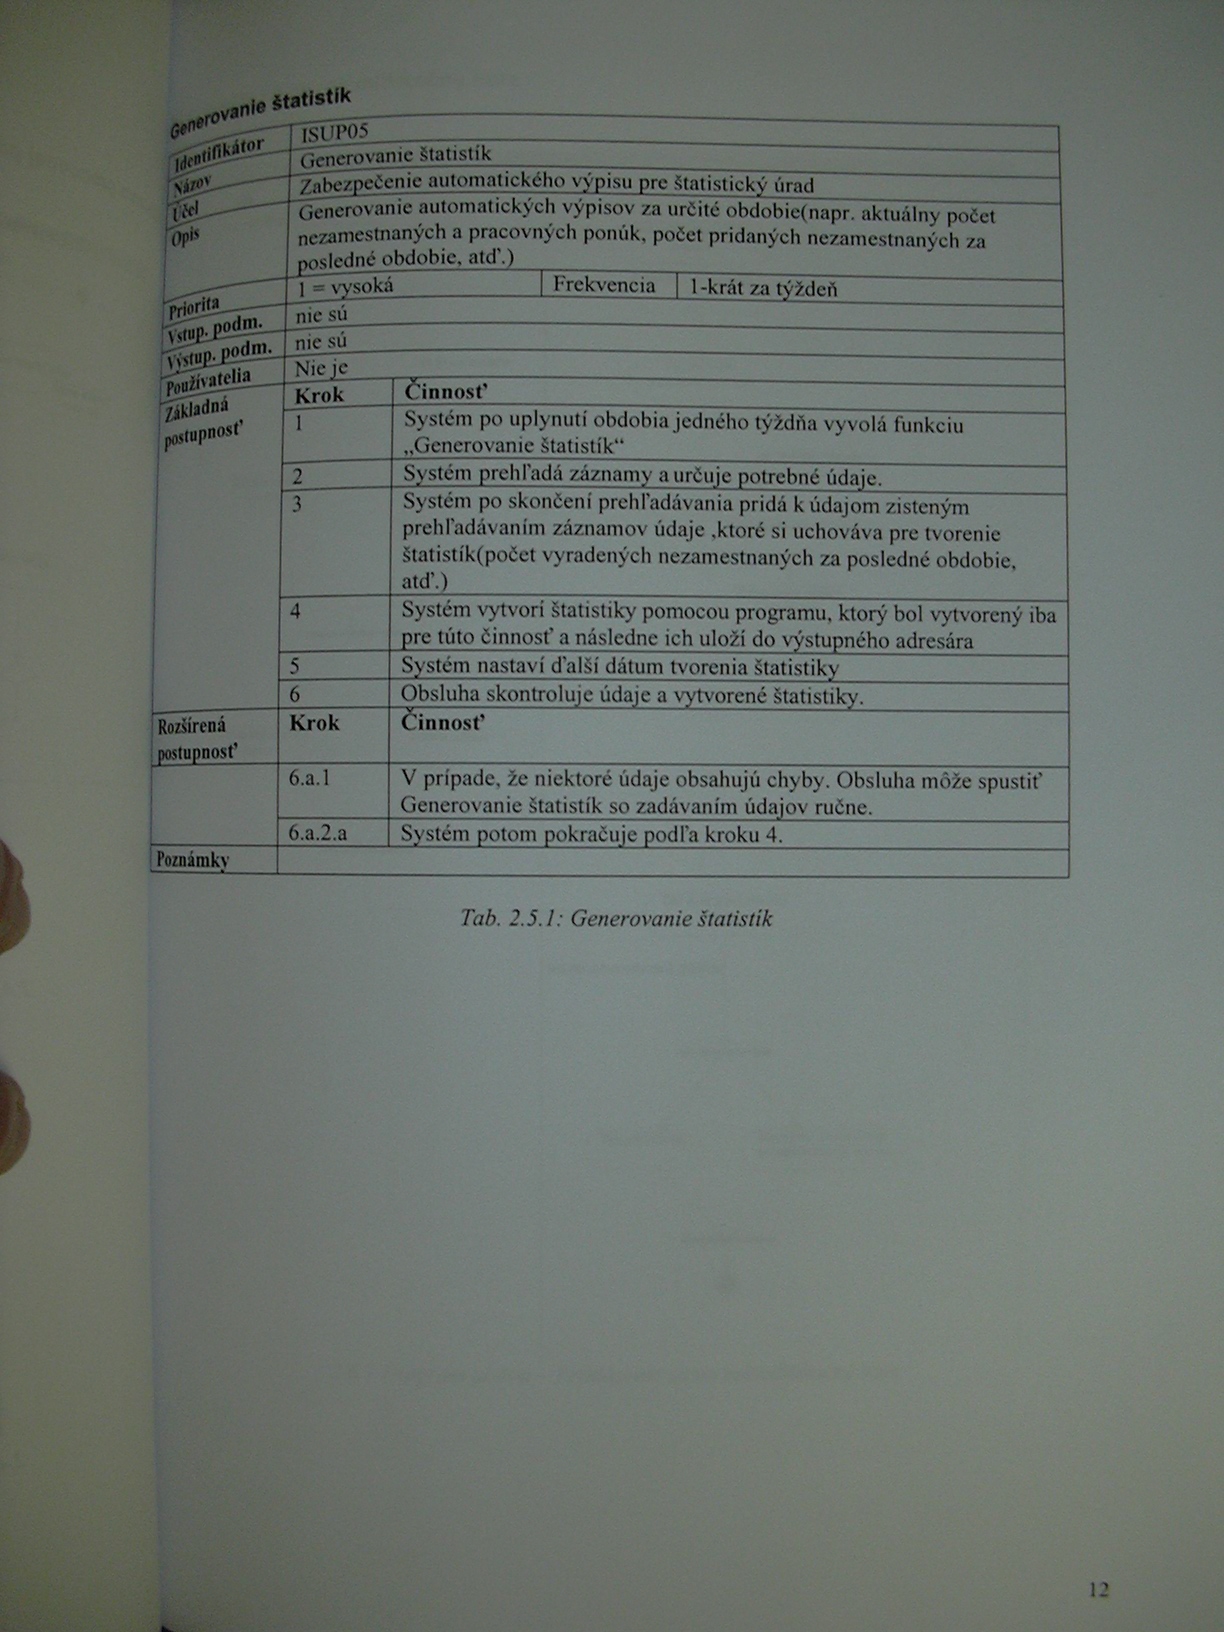 Generovanie štatistík
Identifikátor ISUP05
Názov Generovanie štatistík
Účel Zabezpečenie automatického výpisu pre štatistický úrad
Opis Generovanie automatických výpisov za určité obdobie(napr. aktuálny počet
nezamestnaných a pracovných ponúk, počet pridaných nezamestnaných za
posledné obdobie, atď.)
Priorita 1 = vysoká Frekvencia 1-krát za týždeň
Vstup. podm. nie sú
Výstup. podm. nie sú
Používatelia Nie je
Základná Krok Činnosť
postupnosť 1 Systém po uplynutí obdobia jedného týždňa vyvolá funkciu
„Generovanie štatistík“
2 Systém prehľadá záznamy a určuje potrebné údaje.
3 Systém po skončení prehľadávania pridá k údajom zisteným
prehľadávaním záznamov údaje ,ktoré si uchováva pre tvorenie
štatistík(počet vyradených nezamestnaných za posledné obdobie,
atď.)
4 Systém vytvorí štatistiky pomocou programu, ktorý bol vytvorený iba
pre túto činnosť a následne ich uloží do výstupného adresára
5 Systém nastaví ďalší dátum tvorenia štatistiky
6 Obsluha skontroluje údaje a vytvorené štatistiky.
Rozšírená Krok Činnosť
postupnosť
6.a.1 V prípade, že niektoré údaje obsahujú chyby. Obsluha môže spustiť
Generovanie štatistík so zadávaním údajov ručne.
6.a.2.a Systém potom pokračuje podľa kroku 4.
Poznámky
Tab. 2.5.1: Generovanie štatistík
12